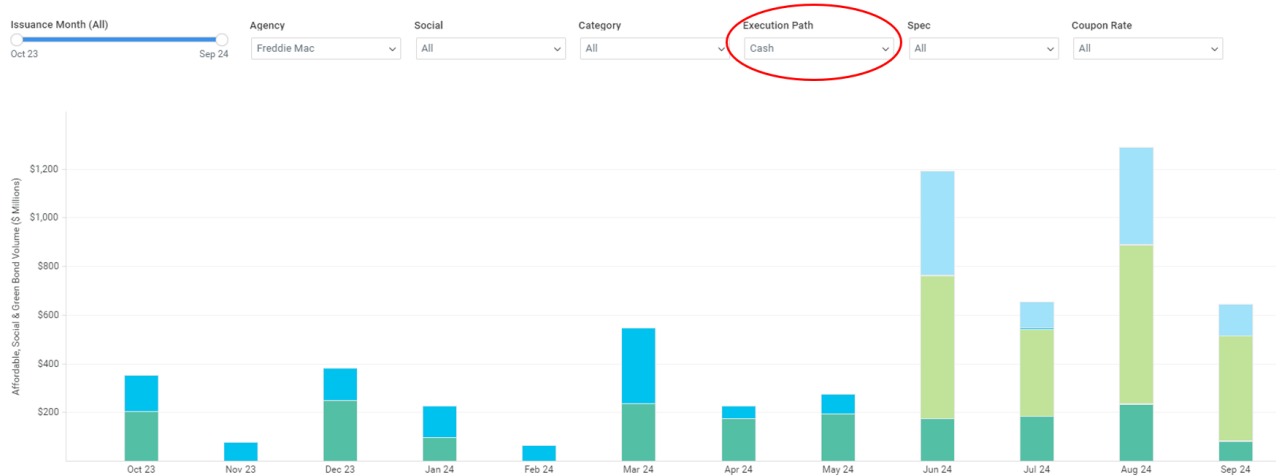 Issuance Month (All)
Oct 23
Sep 24
Agency
Freddie Mac
Social
All
Category
All
Execution Path
Cash
Spec
All
Coupon Rate
All
Affordable, Social & Green Bond Volume ($ Millions)
$1,200
$1,000
$800
$600
$400
$200
Oct 23
Nov 23
Dec 23
Jan 24
Feb 24
Mar 24
Apr 24
May 24
Jun 24
Jul 24
Aug 24
Sep 24